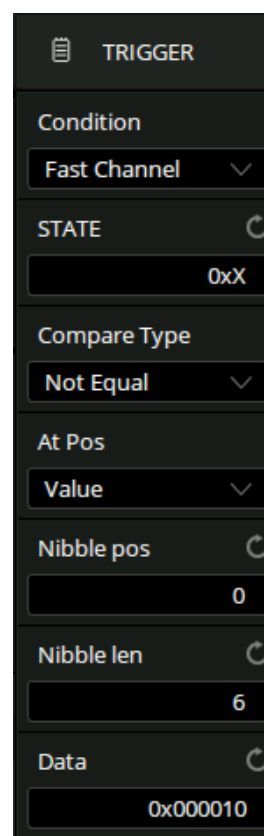 TRIGGER
Condition
Fast Channel
STATE
0xX
Compare Type
Not Equal
At Pos
Value
Nibble pos
0
Nibble len
6
Data
0x000010